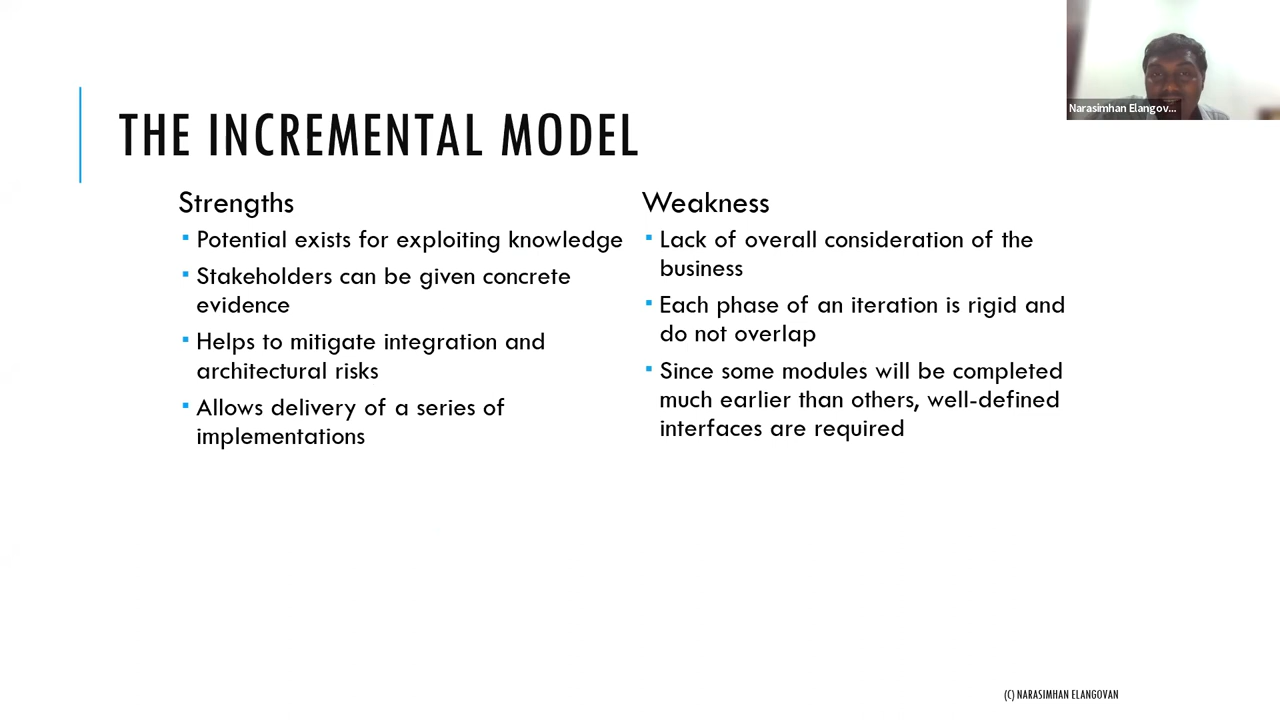 Narasimhan Elangov...
THE INCREMENTAL MODEL
Strengths
Potential exists for exploiting knowledge
Stakeholders can be given concrete
evidence
Helps to mitigate integration and
architectural risks
Allows delivery of a series of
implementations
Weakness
Lack of overall consideration of the
business
Each phase of an iteration is rigid and
do not overlap
Since some modules will be completed
much earlier than others, well-defined
interfaces are required
(C) NARASIMHAN ELANGOVAN